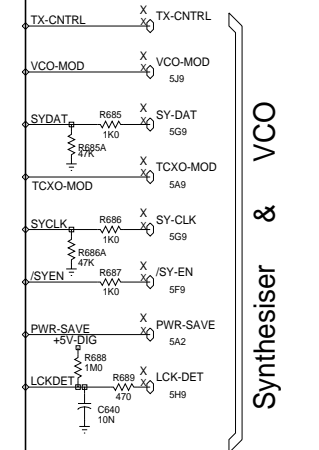 X
TX-CNTRL X TX-CNTRL
X
VCO-MOD X VCO-MOD
5J9
X
SYDAT R685 X SY-DAT
1K0 5G9
R685A
47K
X
X TCXO-MOD
TCXO-MOD 5A9
X
SYCLK R686 X SY-CLK
1K0 5G9
R686A
47K
X
/SYEN R687 X /SY-EN
1K0 5F9
X
PWR-SAVE X PWR-SAVE
+5V-DIG 5A2
R688
1M0
X
LCKDET R689 X LCK-DET
470 5H9
C640
10N
Synthesiser & VCO